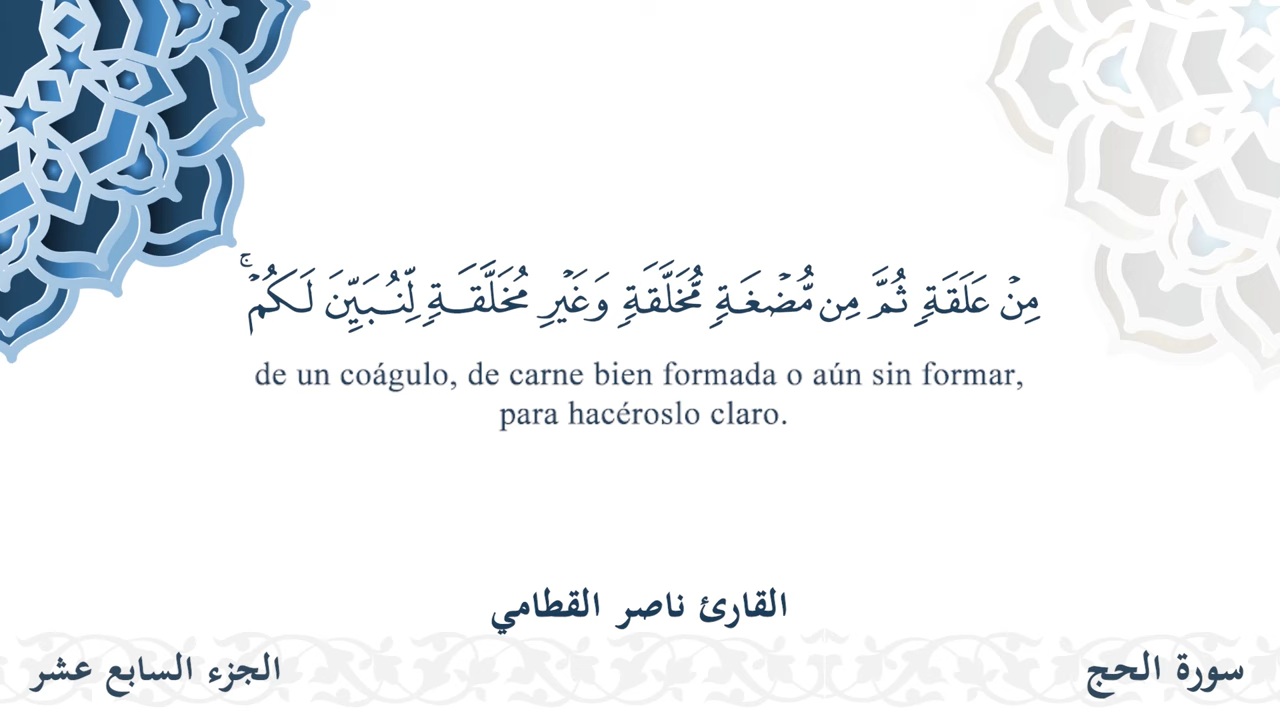 مِنۡ عَلَقَةٖ ثُمَّ مِن مُّضۡغَةٖ مُّخَلَّقَةٖ وَغَيۡرِ مُخَلَّقَةٖ لِّنُبَيِّنَ لَكُمۡۚ
de un coágulo, de carne bien formada o aún sin formar,
para hacéroslo claro.
القارئ ناصر القطامي
سورة الحج
الجزء السابع عشر